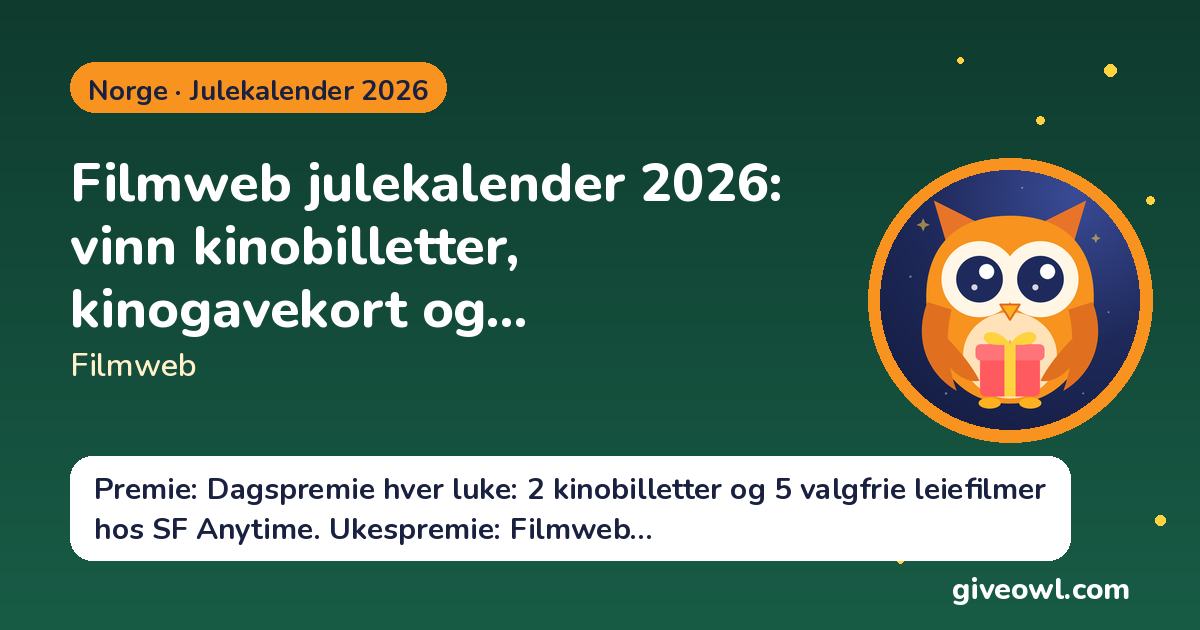 Norge · Julekalender 2026
Filmweb julekalender 2026:
vinn kinobilletter,
kinogavekort og...
Filmweb
Premie: Dagspremie hver luke: 2 kinobilletter og 5 valgfrie leiefilmer
hos SF Anytime. Ukespremie: Filmweb...
giveowl.com